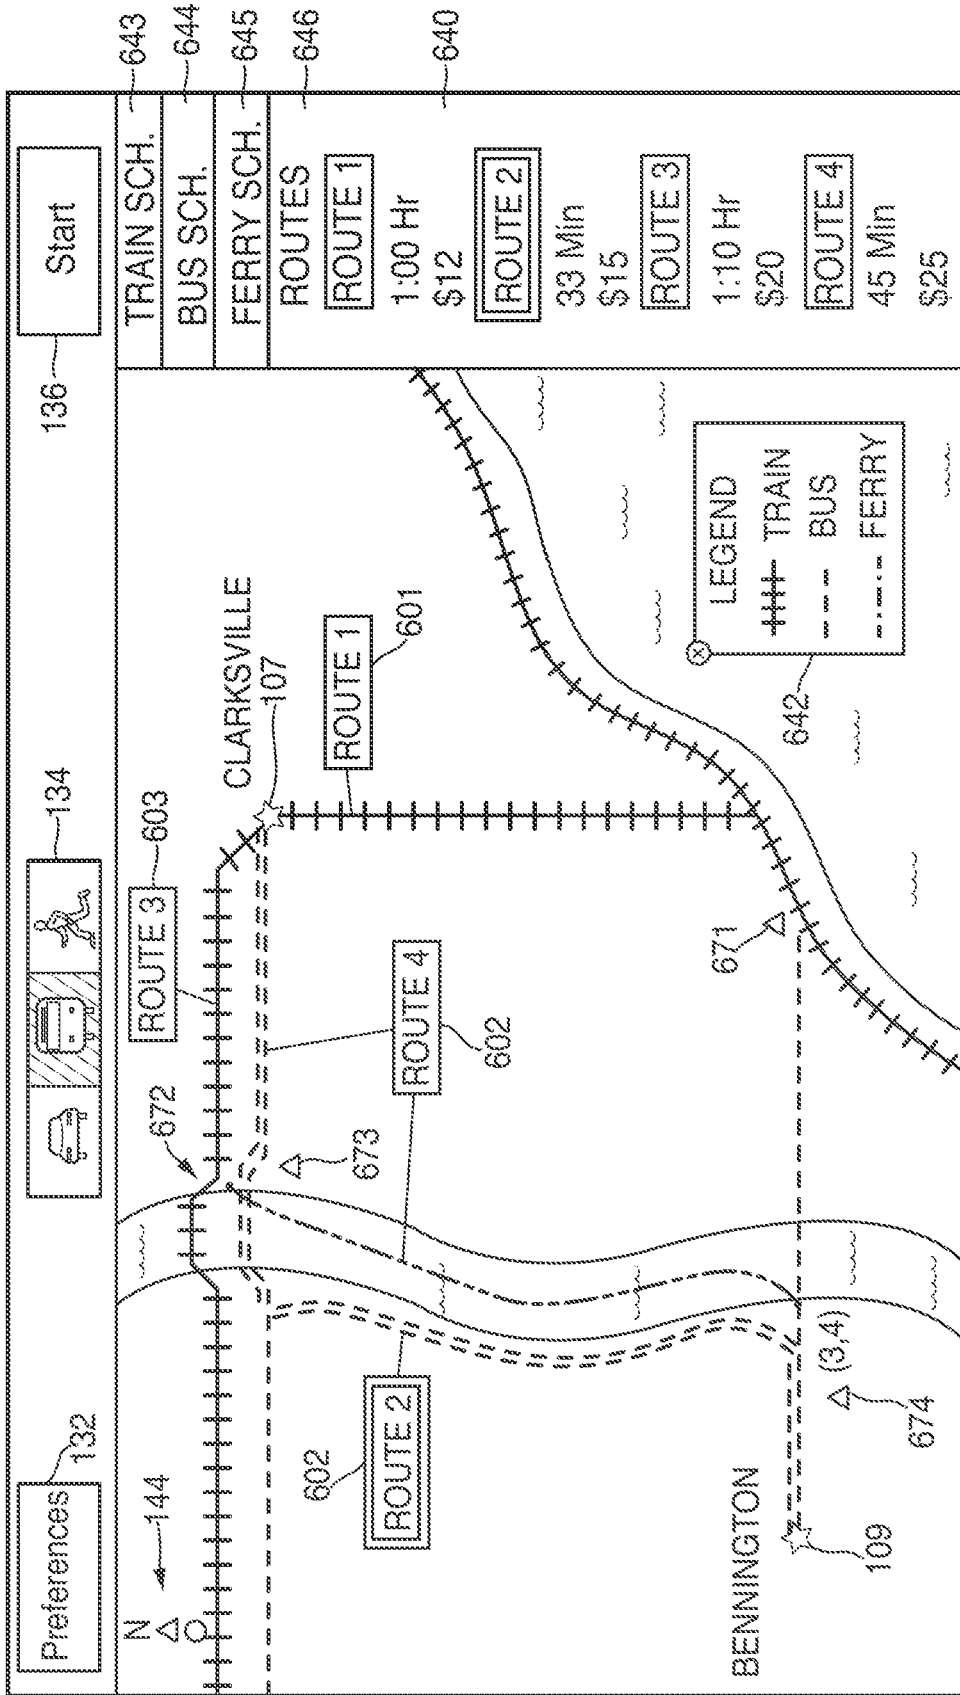 Preferences
132
134
136
Start
N
144
672
ROUTE 3
603
CLARKSVILLE
107
673
ROUTE 4
602
ROUTE 1
601
602
ROUTE 2
BENNINGTON
109
(3,4)
674
671
642
X
LEGEND
TRAIN
BUS
FERRY
TRAIN SCH.
643
BUS SCH.
644
FERRY SCH.
645
ROUTES
646
ROUTE 1
1:00 Hr
$12
640
ROUTE 2
33 Min
$15
ROUTE 3
1:10 Hr
$20
ROUTE 4
45 Min
$25